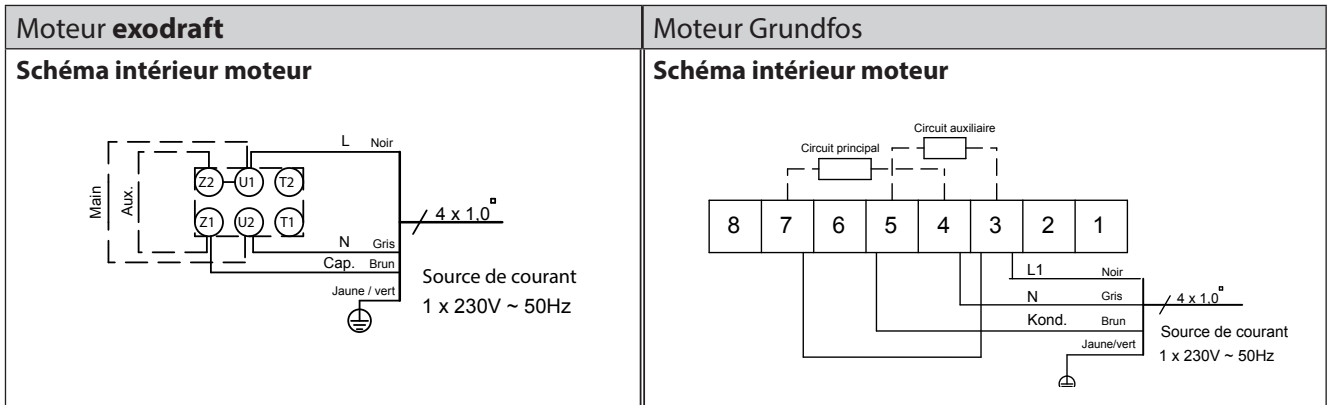 Moteur exodraft
Schéma intérieur moteur
L Noir
Z2 U1 T2
Main
Aux.
Z1 U2 T1
4 x 1,0
N Gris
Cap. Brun
Jaune / vert
Source de courant
1 x 230V ~ 50Hz
Moteur Grundfos
Schéma intérieur moteur
Circuit auxiliaire
Circuit principal
8 7 6 5 4 3 2 1
L1 Noir
N Gris
4 x 1,0
Kond. Brun
Jaune/vert
Source de courant
1 x 230V ~ 50Hz